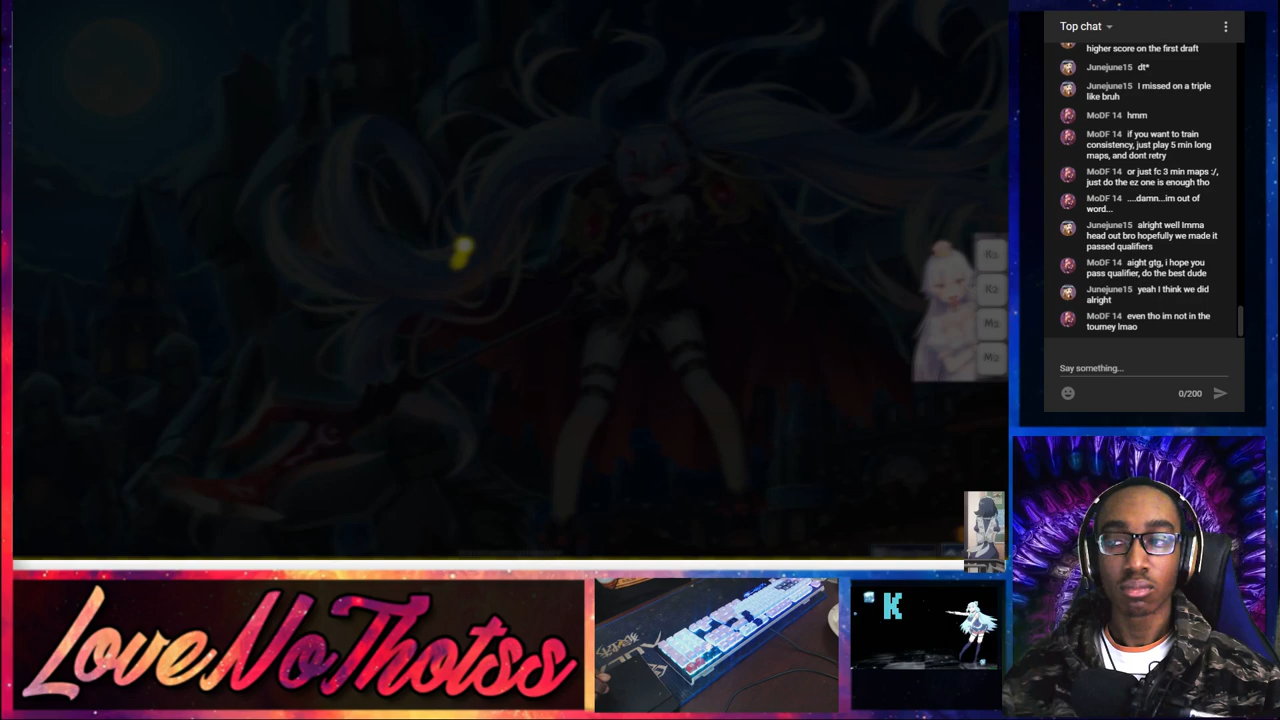 Top chat
higher score on the first draft
Junejune15 dt*
Junejune15 I missed on a triple
like bruh
MoDF 14 hmm
MoDF 14 if you want to train
consistency, just play 5 min long
maps, and dont retry
MoDF 14 or just fc 3 min maps :/,
just do the ez one is enough tho
MoDF 14 ....damn...im out of
word...
Junejune15 alright well Imma
head out bro hopefully we made it
passed qualifiers
MoDF 14 aight gtg, i hope you
pass qualifier, do the best dude
Junejune15 yeah I think we did
alright
MoDF 14 even tho im not in the
tourney lmao
Say something...
0/200
K1
K2
M1
M2
LoveNoThotss
K